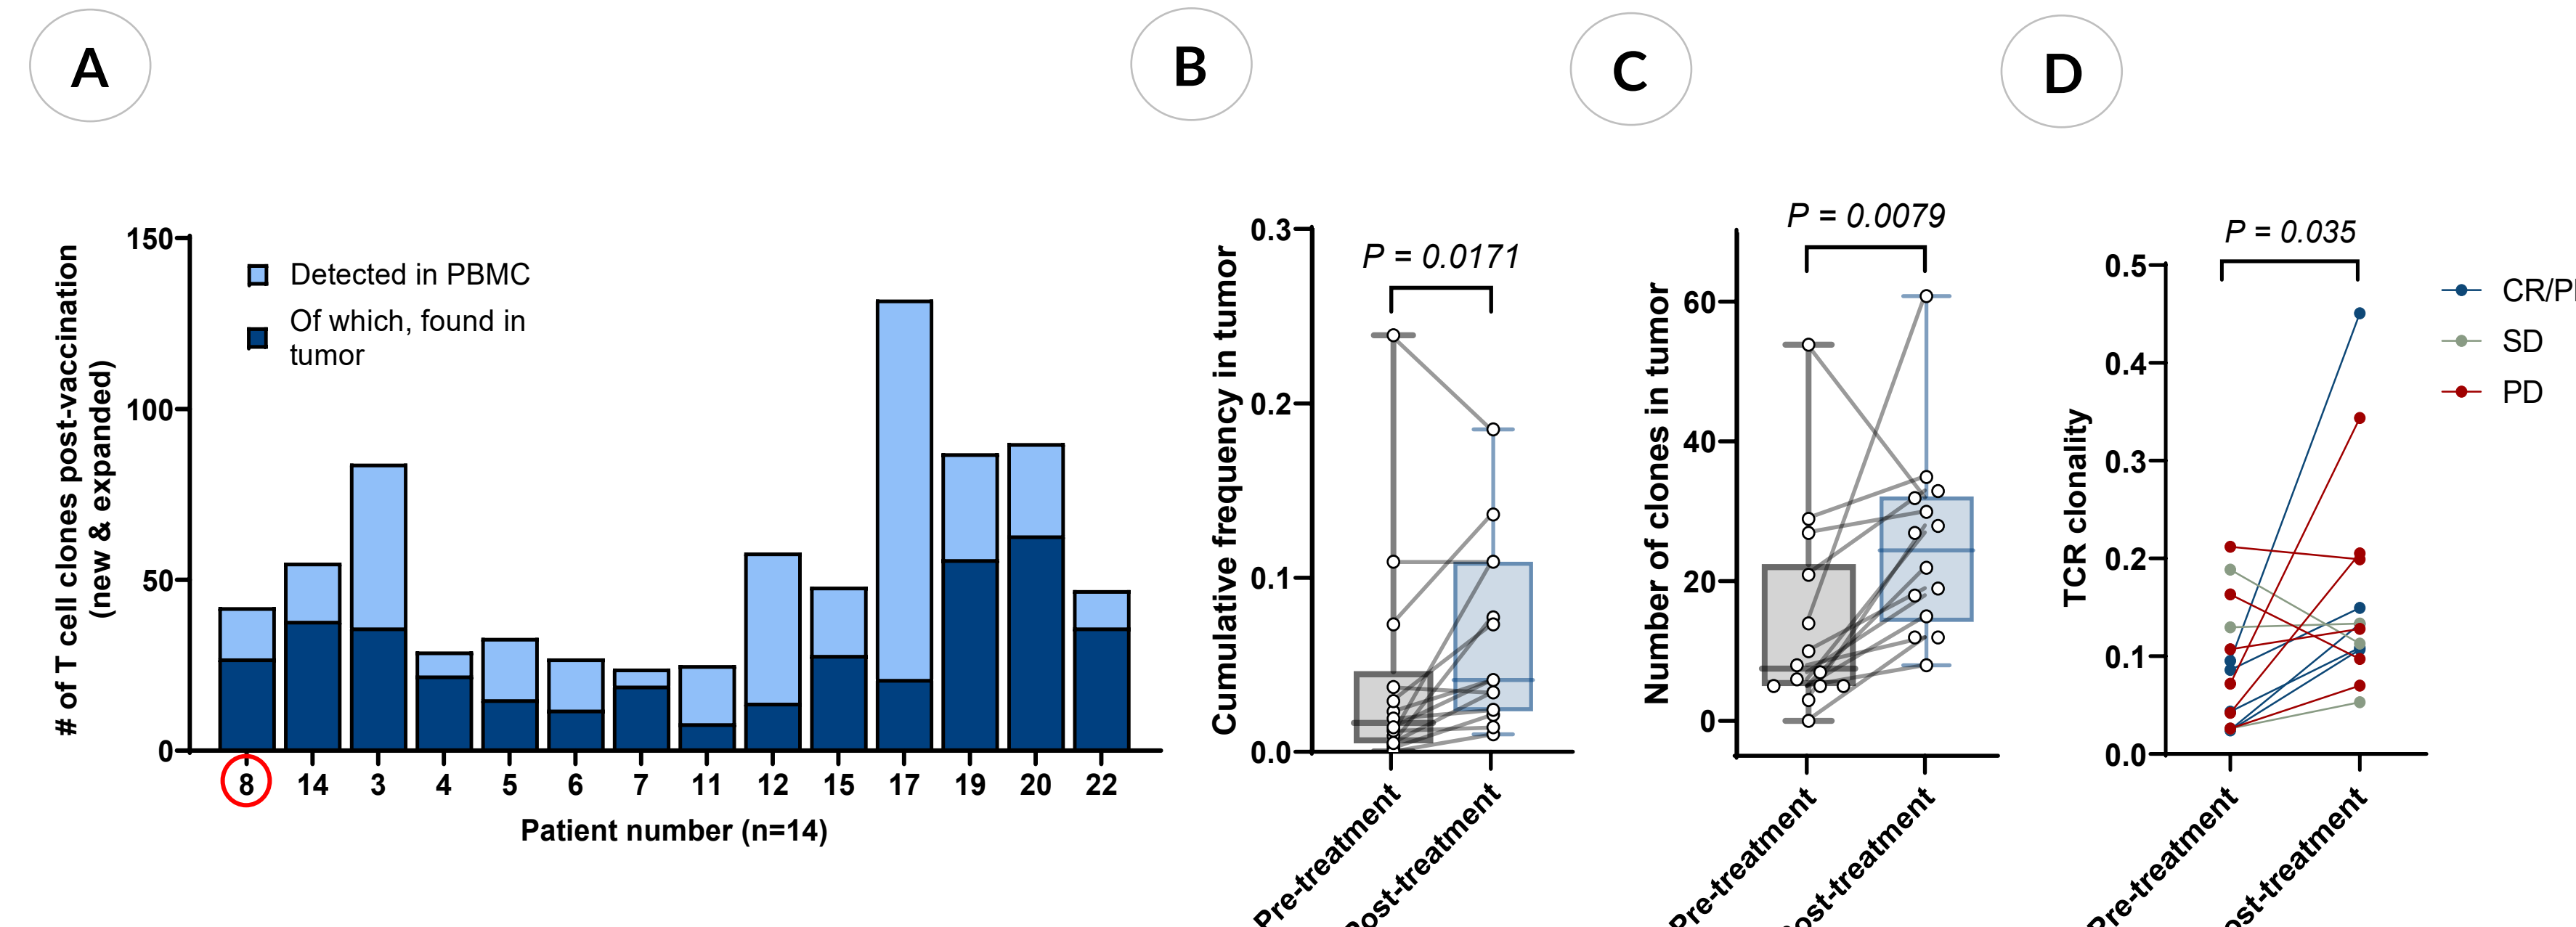 A
B
C
D
# of T cell clones post-vaccination
(new & expanded)
150
100
50
0
Detected in PBMC
Of which, found in
tumor
8 14 3 4 5 6 7 11 12 15 17 19 20 22
Patient number (n=14)
Cumulative frequency in tumor
0.3
0.2
0.1
0.0
P = 0.0171
Pre-treatment
Post-treatment
Number of clones in tumor
60
40
20
0
P = 0.0079
Pre-treatment
ost-treatment
TCR clonality
0.5
0.4
0.3
0.2
0.1
0.0
P = 0.035
Pre-treatment
ost-treatment
CR/P
SD
PD